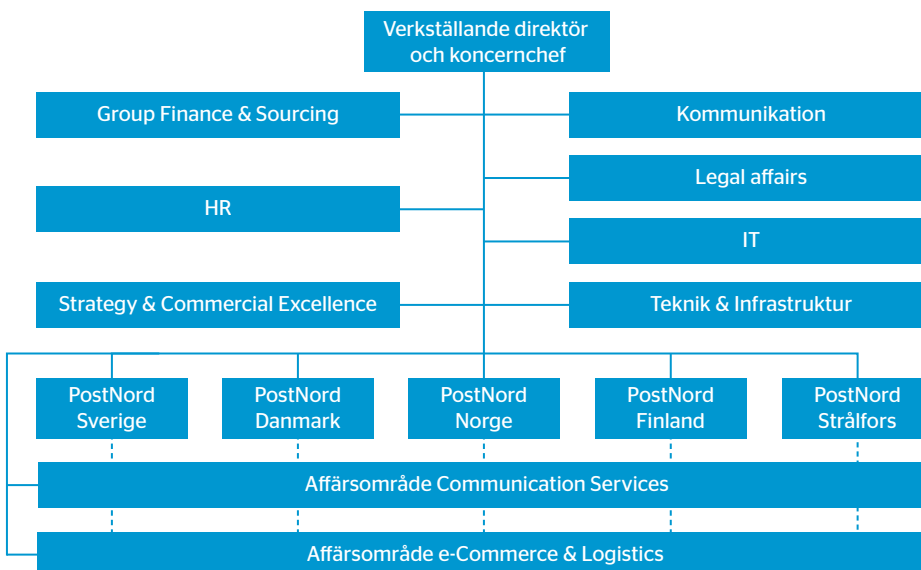 Verkställande direktör
och koncernchef
Group Finance & Sourcing
Kommunikation
Legal affairs
HR
IT
Strategy & Commercial Excellence
Teknik & Infrastruktur
PostNord
Sverige
PostNord
Danmark
PostNord
Norge
PostNord
Finland
PostNord
Strålfors
Affärsområde Communication Services
Affärsområde e-Commerce & Logistics